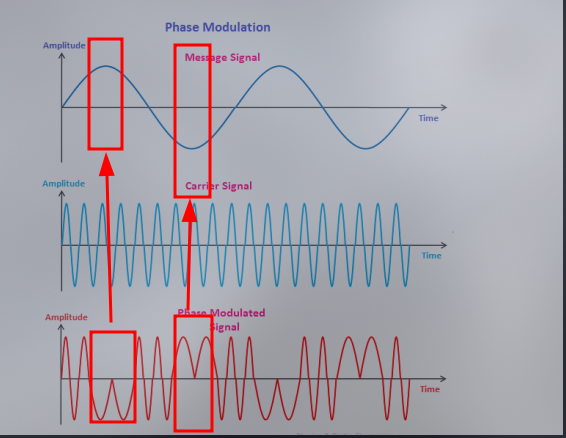 Phase Modulation
Amplitude
Message Signal
Time
Amplitude
Carrier Signal
Time
Amplitude
Phase Modulated
Signal
Time